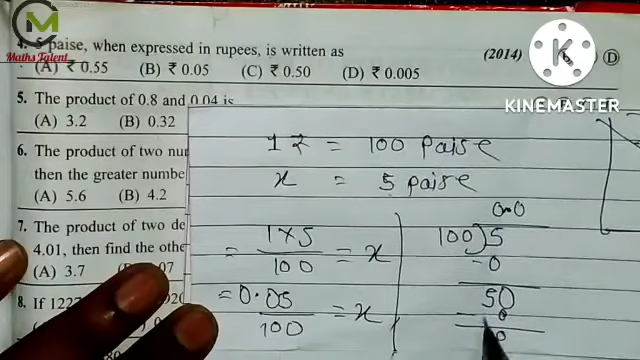 CM
Maths Talent
K
KINEMASTER
4. 5 paise, when expressed in rupees, is written as (2014)
(A) ₹ 0.55 (B) ₹ 0.05 (C) ₹ 0.50 (D) ₹ 0.005 D
5. The product of 0.8 and 0.04 is
(A) 3.2 (B) 0.32
6. The product of two
then the greater numbe
(A) 5.6 (B) 4.2
7. The product of two de
4.01, then find the othe
(A) 3.7 07
8. If 122
1 ₹ = 100 Paise
x = 5 paise
= 1×5/100 = x
= 0.05/100 = x
0.0
100)5
-0
50
0